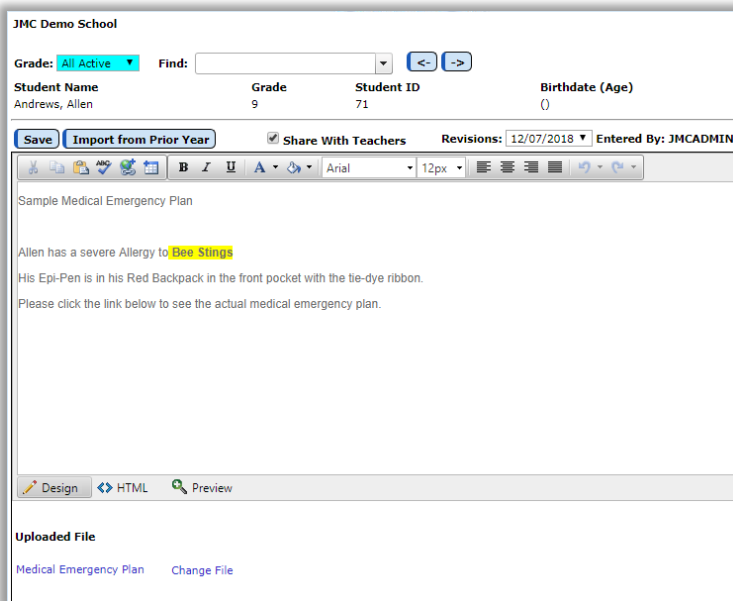 JMC Demo School
Grade: All Active Find: <- ->
Student Name Grade Student ID Birthdate (Age)
Andrews, Allen 9 71 ()
Save Import from Prior Year Share With Teachers Revisions: 12/07/2018 Entered By: JMCADMIN
ABC B I U A Arial 12px
Sample Medical Emergency Plan
Allen has a severe Allergy to Bee Stings
His Epi-Pen is in his Red Backpack in the front pocket with the tie-dye ribbon.
Please click the link below to see the actual medical emergency plan.
Design <> HTML Preview
Uploaded File
Medical Emergency Plan Change File